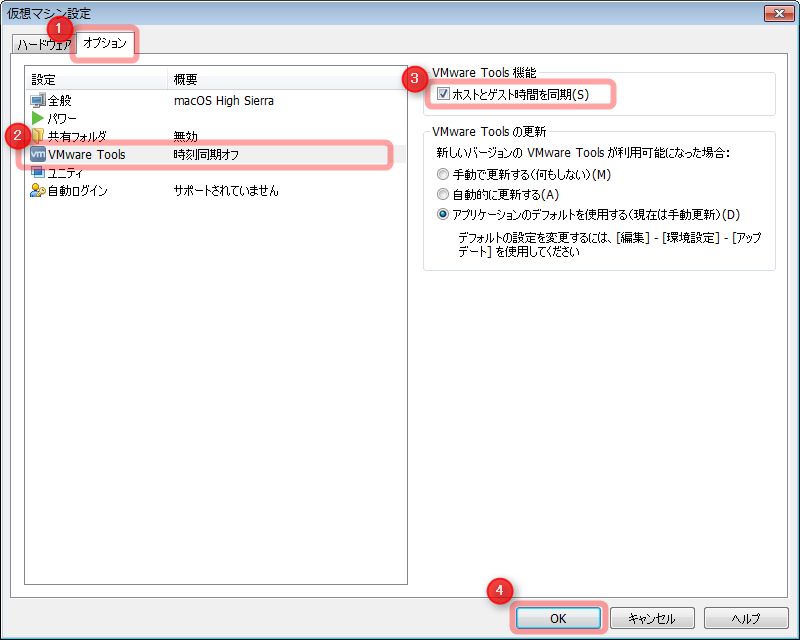 仮想マシン設定
1
ハードウェア オプション
設定 概要
全般 macOS High Sierra
パワー
共有フォルダ 無効
2
VMware Tools 時刻同期オフ
ユニティ
自動ログイン サポートされていません
VMware Tools 機能
3
ホストとゲスト時間を同期(S)
VMware Tools の更新
新しいバージョンの VMware Tools が利用可能になった場合:
手動で更新する(何もしない)(M)
自動的に更新する(A)
アプリケーションのデフォルトを使用する(現在は手動更新)(D)
デフォルトの設定を変更するには、[編集] - [環境設定] - [アップ
デート] を使用してください
4
OK キャンセル ヘルプ